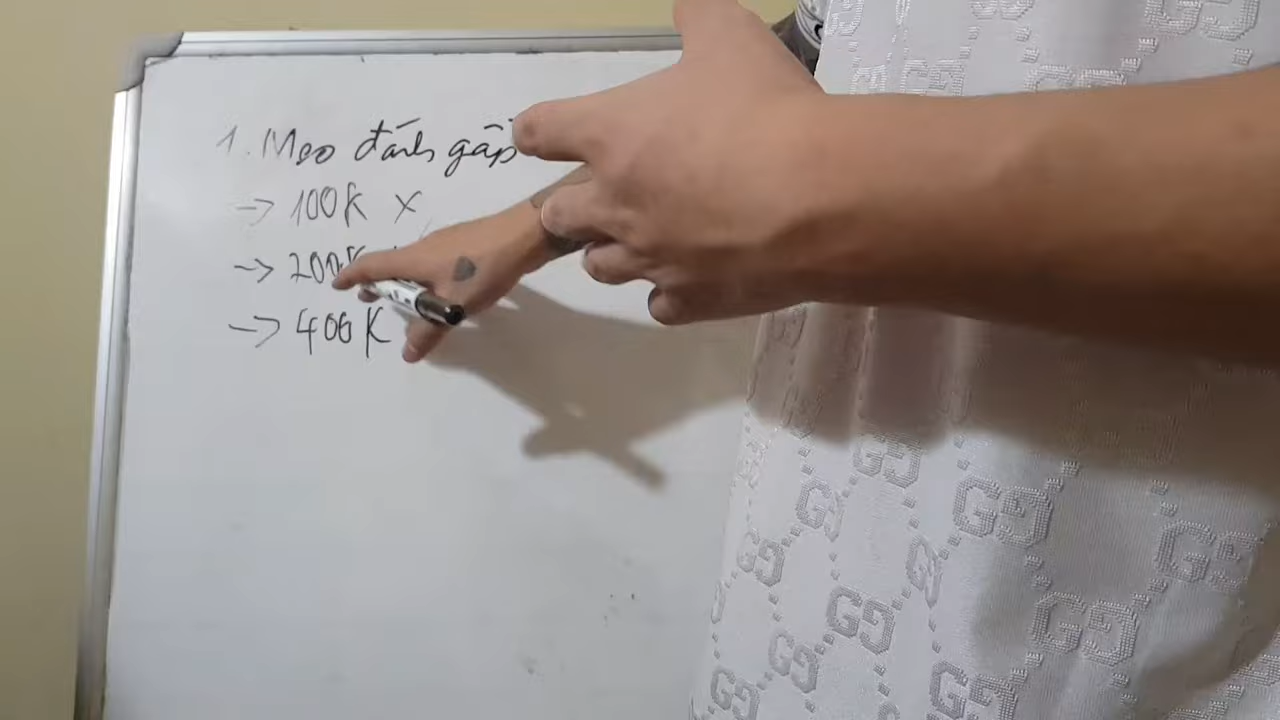 1. Mẹo đánh gấp
→ 100K X
→ 200K
→ 400K